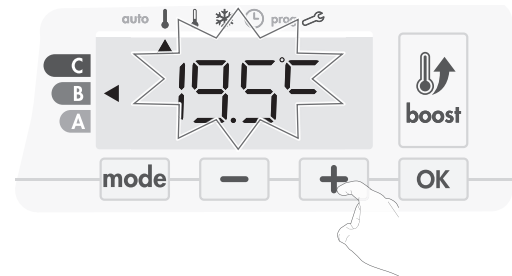 auto prog
C
B
A
19.5°C
boost
mode − + OK